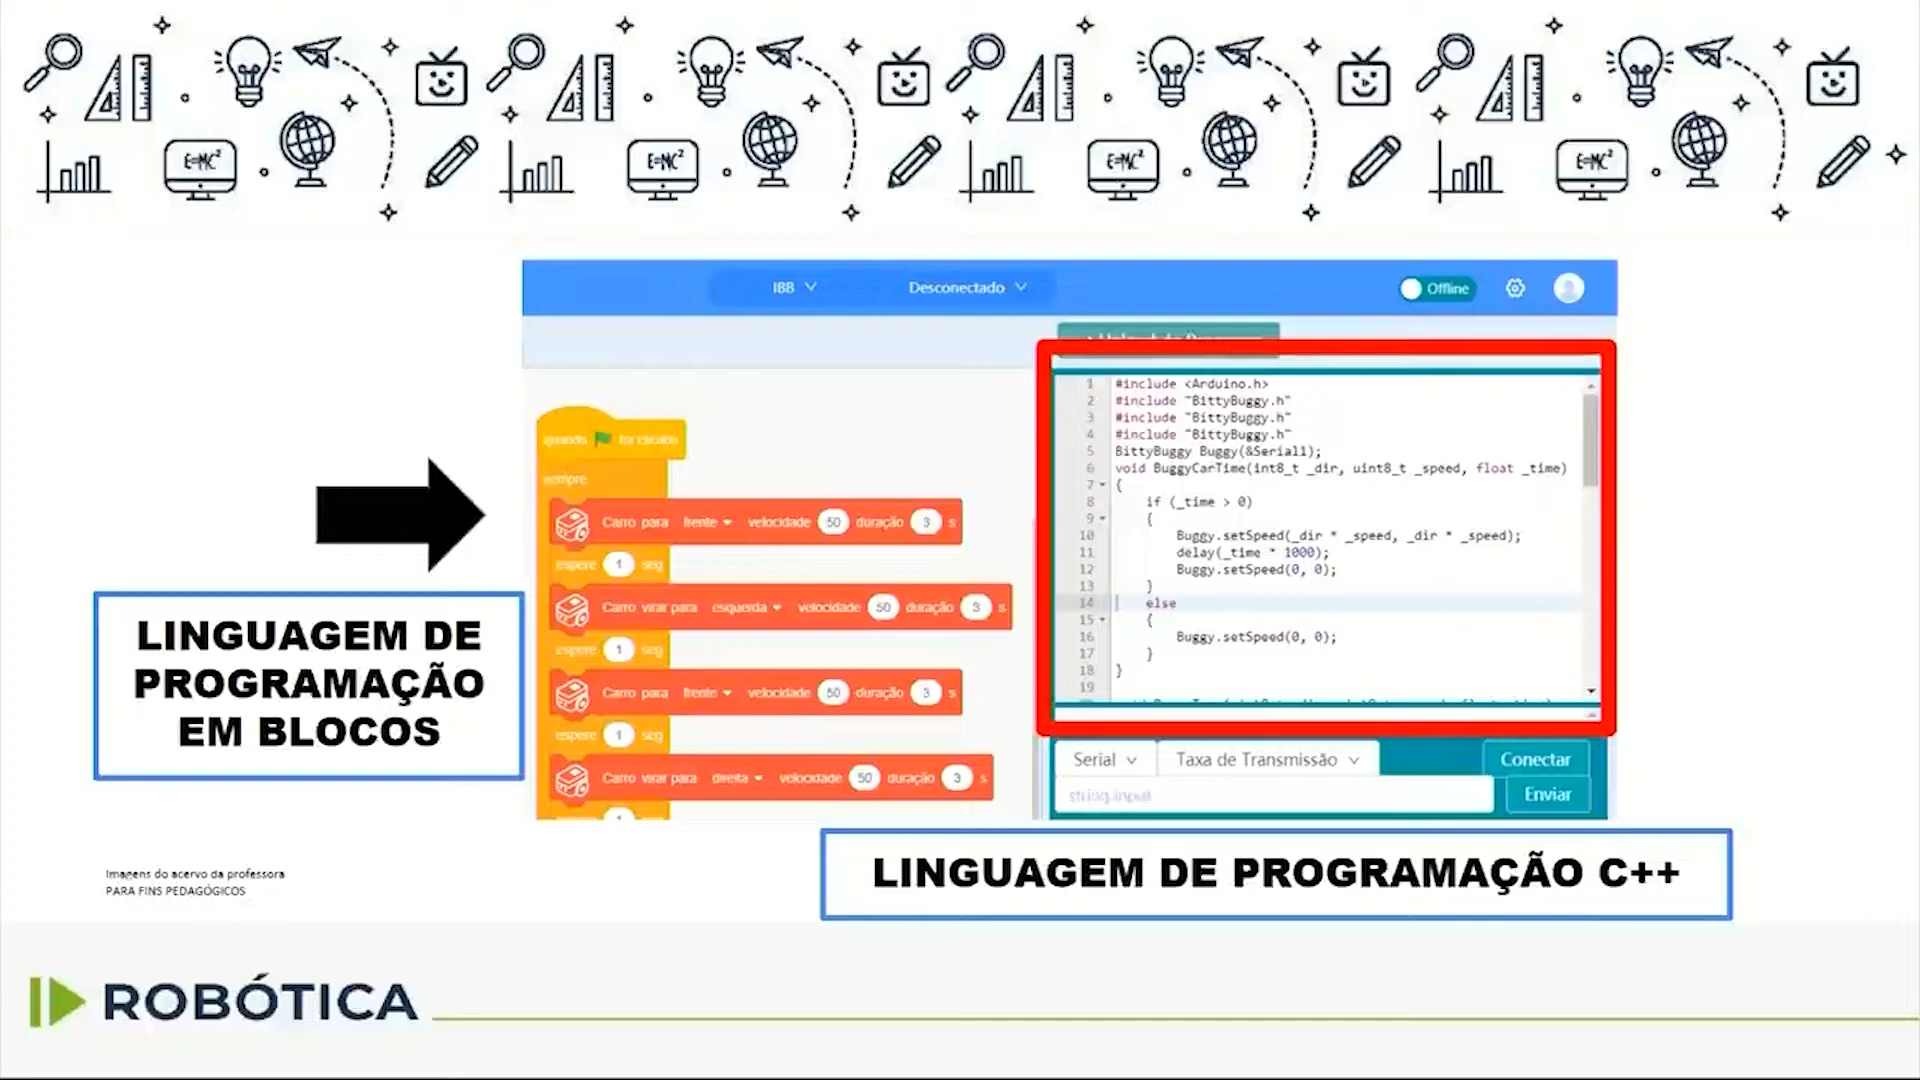 E=MC²
E=MC²
E=MC²
E=MC²
IBB
Desconectado
Offline
quando for clicado
sempre
Carro para frente velocidade 50 duração 3 s
espere 1 seg
Carro virar para esquerda velocidade 50 duração 3 s
espere 1 seg
Carro para frente velocidade 50 duração 3 s
espere 1 seg
Carro virar para direita velocidade 50 duração 3 s
1
1 #include <Arduino.h>
2 #include "BittyBuggy.h"
3 #include "BittyBuggy.h"
4 #include "BittyBuggy.h"
5 BittyBuggy Buggy(&Serial1);
6 void BuggyCarTime(int8_t _dir, uint8_t _speed, float _time)
7 {
8 if (_time > 0)
9 {
10 Buggy.setSpeed(_dir * _speed, _dir * _speed);
11 delay(_time * 1000);
12 Buggy.setSpeed(0, 0);
13 }
14 else
15 {
16 Buggy.setSpeed(0, 0);
17 }
18 }
19
Serial
Taxa de Transmissão
Conectar
string input
Enviar
LINGUAGEM DE
PROGRAMAÇÃO
EM BLOCOS
LINGUAGEM DE PROGRAMAÇÃO C++
Imagens do acervo da professora
PARA FINS PEDAGÓGICOS
ROBÓTICA